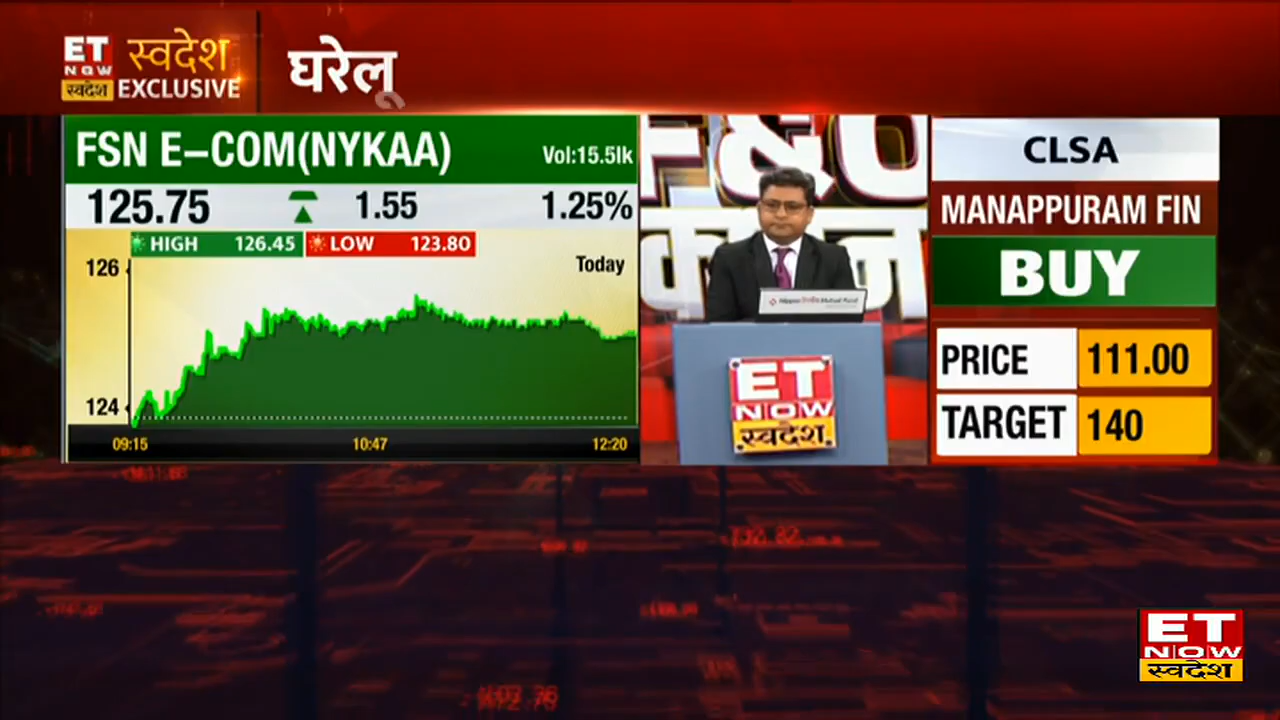 ET
NOW
स्वदेश
स्वदेश
EXCLUSIVE
घरेलू
FSN E-COM(NYKAA) Vol:15.5lk
125.75 1.55 1.25%
HIGH 126.45 LOW 123.80
Today
126
124
09:15 10:47 12:20
F&O
ET
NOW
स्वदेश
CLSA
MANAPPURAM FIN
BUY
PRICE 111.00
TARGET 140
ET
NOW
स्वदेश